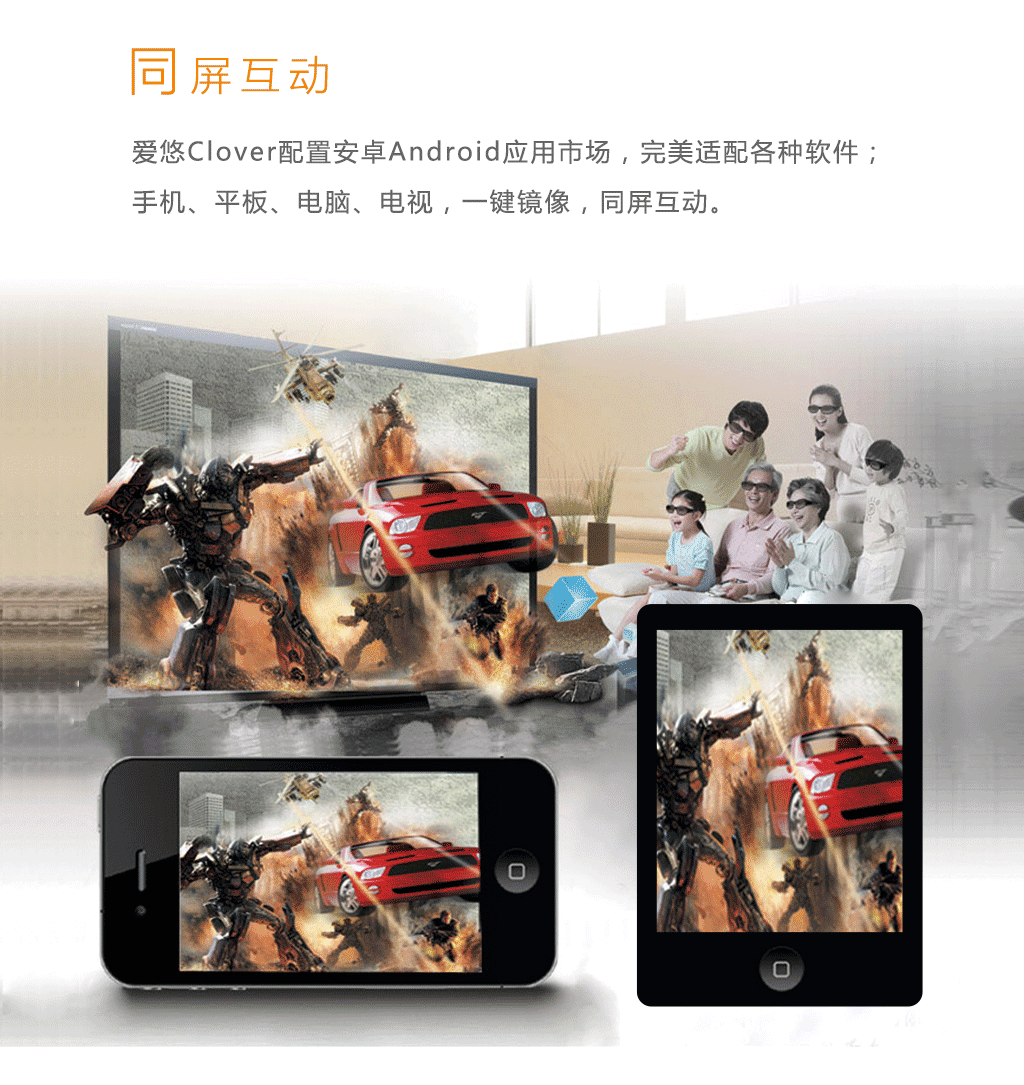 同屏互动
爱悠Clover配置安卓Android应用市场，完美适配各种软件；
手机、平板、电脑、电视，一键镜像，同屏互动。